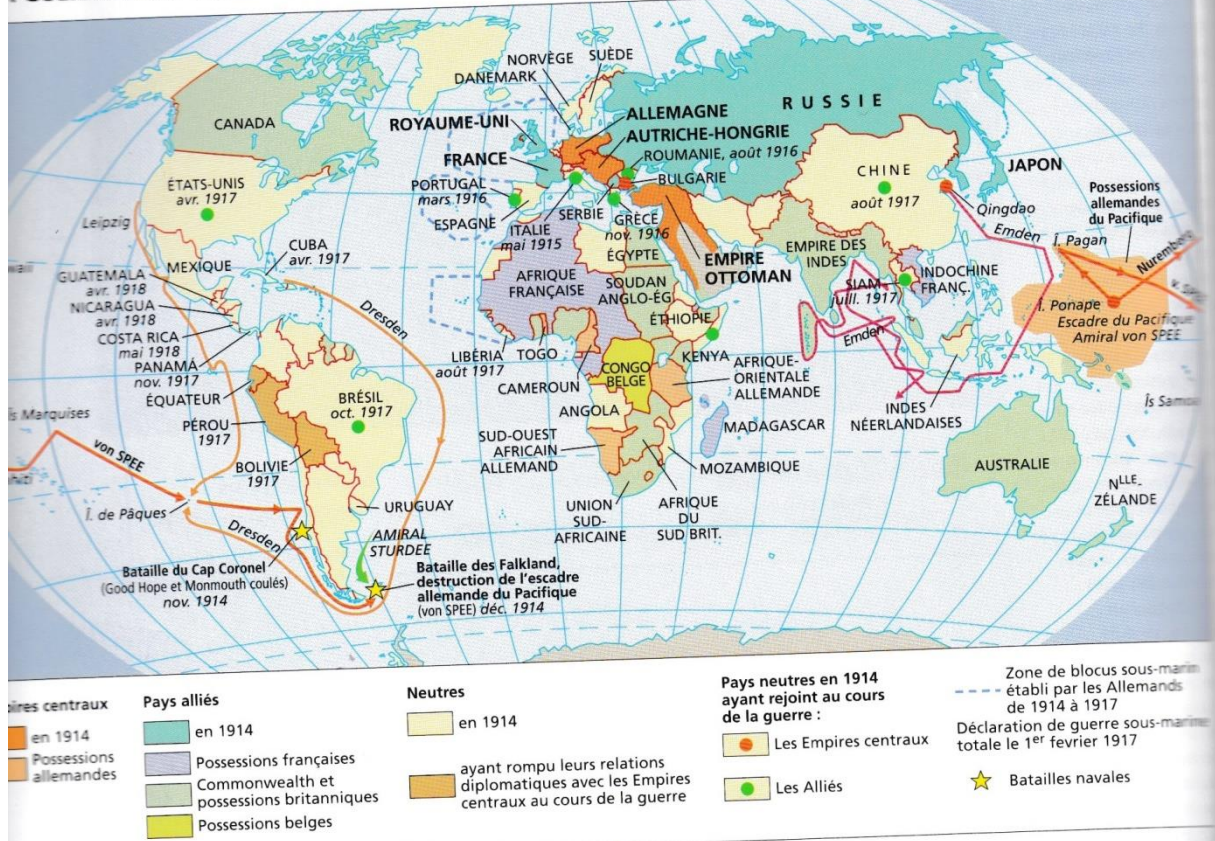 NORVÈGE
SUÈDE
DANEMARK
ALLEMAGNE
RUSSIE
CANADA
ROYAUME-UNI
AUTRICHE-HONGRIE
ROUMANIE, août 1916
FRANCE
BULGARIE
CHINE
août 1917
JAPON
ÉTATS-UNIS
avr. 1917
PORTUGAL
mars 1916
Possessions
allemandes
du Pacifique
Leipzig
ESPAGNE
SERBIE
GRÈCE
nov. 1916
Qingdao
ITALIE
mai 1915
Emden
Î. Pagan
Nuremberg
CUBA
avr. 1917
MEXIQUE
ÉGYPTE
EMPIRE
OTTOMAN
EMPIRE DES
INDES
GUATEMALA
avr. 1918
AFRIQUE
FRANÇAISE
SOUDAN
ANGLO-ÉG.
SIAM
juill. 1917
INDOCHINE
FRANÇ.
NICARAGUA
avr. 1918
Dresden
ÉTHIOPIE
Î. Ponape
Escadre du Pacifique
Amiral von SPEE
COSTA RICA
mai 1918
Emden
PANAMÁ
nov. 1917
LIBÉRIA
août 1917
TOGO
KENYA
CAMEROUN
CONGO
BELGE
AFRIQUE-
ORIENTALE
ALLEMANDE
ÉQUATEUR
BRÉSIL
oct. 1917
ANGOLA
INDES
NÉERLANDAISES
Îs Marquises
PÉROU
1917
MADAGASCAR
von SPEE
SUD-OUEST
AFRICAIN
ALLEMAND
BOLIVIE
1917
MOZAMBIQUE
AUSTRALIE
URUGUAY
UNION
SUD-
AFRICAINE
AFRIQUE
DU
SUD BRIT.
NLLE-
ZÉLANDE
Î. de Pâques
Dresden
AMIRAL
STURDEE
Bataille du Cap Coronel
(Good Hope et Monmouth coulés)
nov. 1914
Bataille des Falkland,
destruction de l'escadre
allemande du Pacifique
(von SPEE) déc. 1914
centraux
en 1914
Possessions
allemandes
Pays alliés
en 1914
Possessions françaises
Commonwealth et
possessions britanniques
Possessions belges
Neutres
en 1914
ayant rompu leurs relations
diplomatiques avec les Empires
centraux au cours de la guerre
Pays neutres en 1914
ayant rejoint au cours
de la guerre :
Les Empires centraux
Les Alliés
Zone de blocus sous-marin
établi par les Allemands
de 1914 à 1917
Déclaration de guerre sous-marine
totale le 1er fevrier 1917
Batailles navales